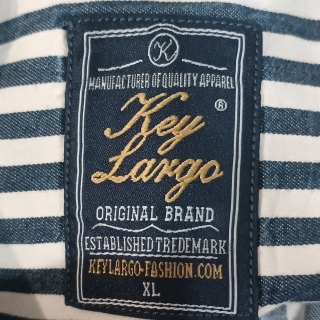 K
MANUFACTURER OF QUALITY APPAREL
Key
Largo ®
ORIGINAL BRAND
ESTABLISHED TREDEMARK
KEYLARGO-FASHION.COM
XL